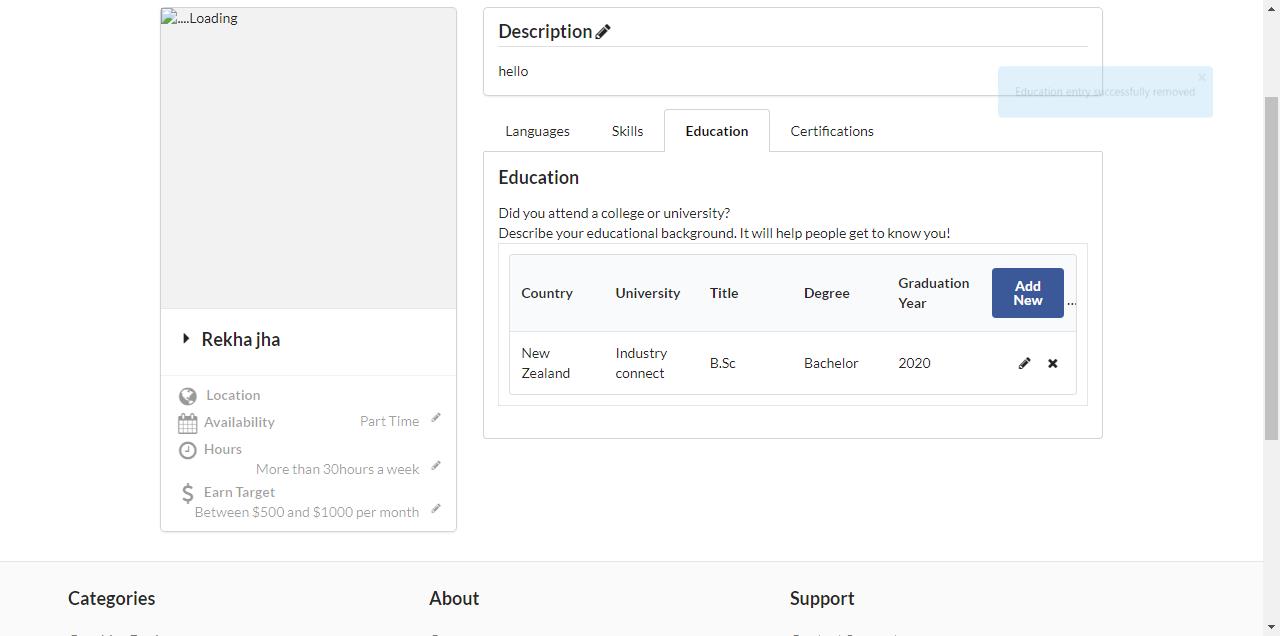 ....Loading
Description
hello
Education entry successfully removed
Languages Skills Education Certifications
Education
Did you attend a college or university?
Describe your educational background. It will help people get to know you!
Country University Title Degree Graduation Year Add New ...
New Zealand Industry connect B.Sc Bachelor 2020
Rekha jha
Location
Availability Part TIme
Hours
More than 30hours a week
Earn Target
Between $500 and $1000 per month
Categories About Support